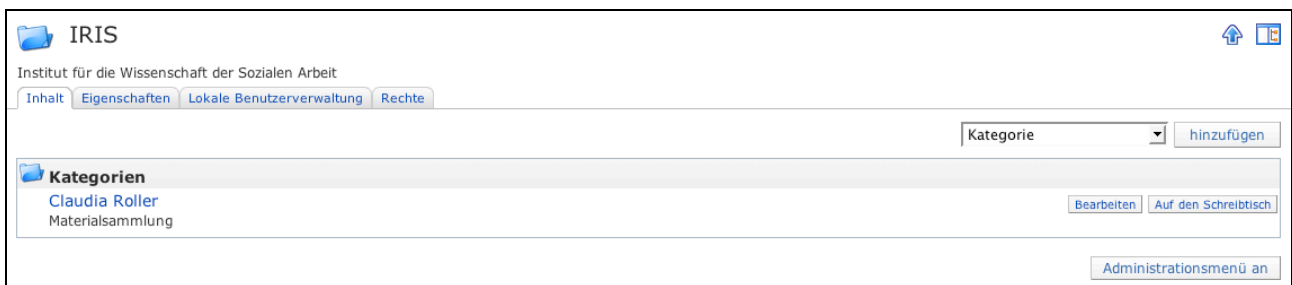 IRIS
Institut für die Wissenschaft der Sozialen Arbeit
Inhalt Eigenschaften Lokale Benutzerverwaltung Rechte
Kategorie hinzufügen
Kategorien
Claudia Roller Bearbeiten Auf den Schreibtisch
Materialsammlung
Administrationsmenü an